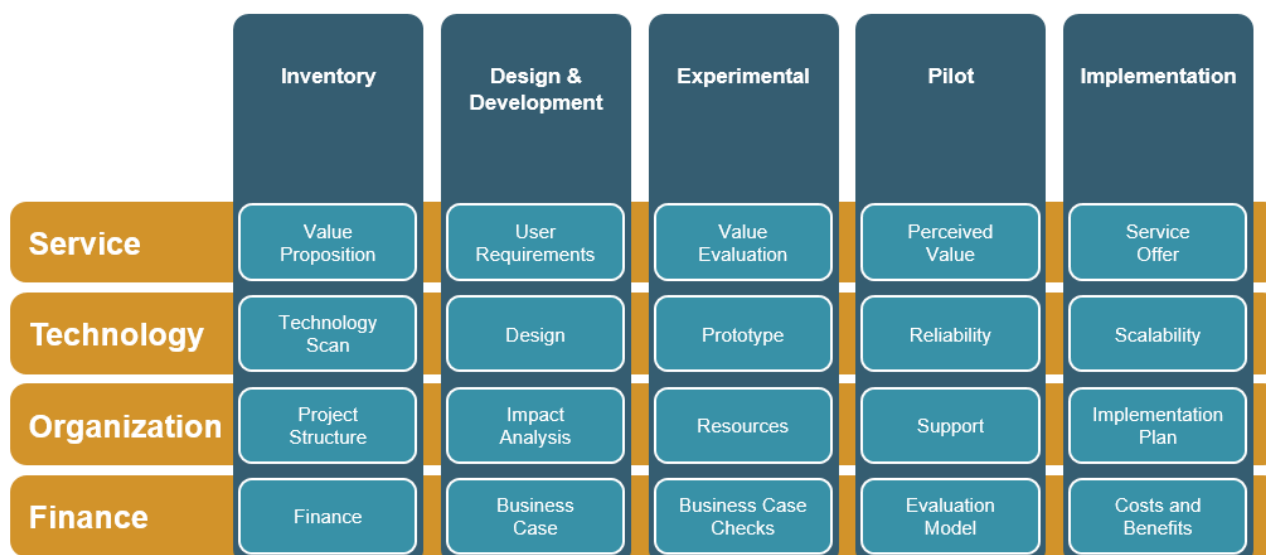 Inventory
Design &
Development
Experimental
Pilot
Implementation
Service
Value
Proposition
User
Requirements
Value
Evaluation
Perceived
Value
Service
Offer
Technology
Technology
Scan
Design
Prototype
Reliability
Scalability
Organization
Project
Structure
Impact
Analysis
Resources
Support
Implementation
Plan
Finance
Finance
Business
Case
Business Case
Checks
Evaluation
Model
Costs and
Benefits